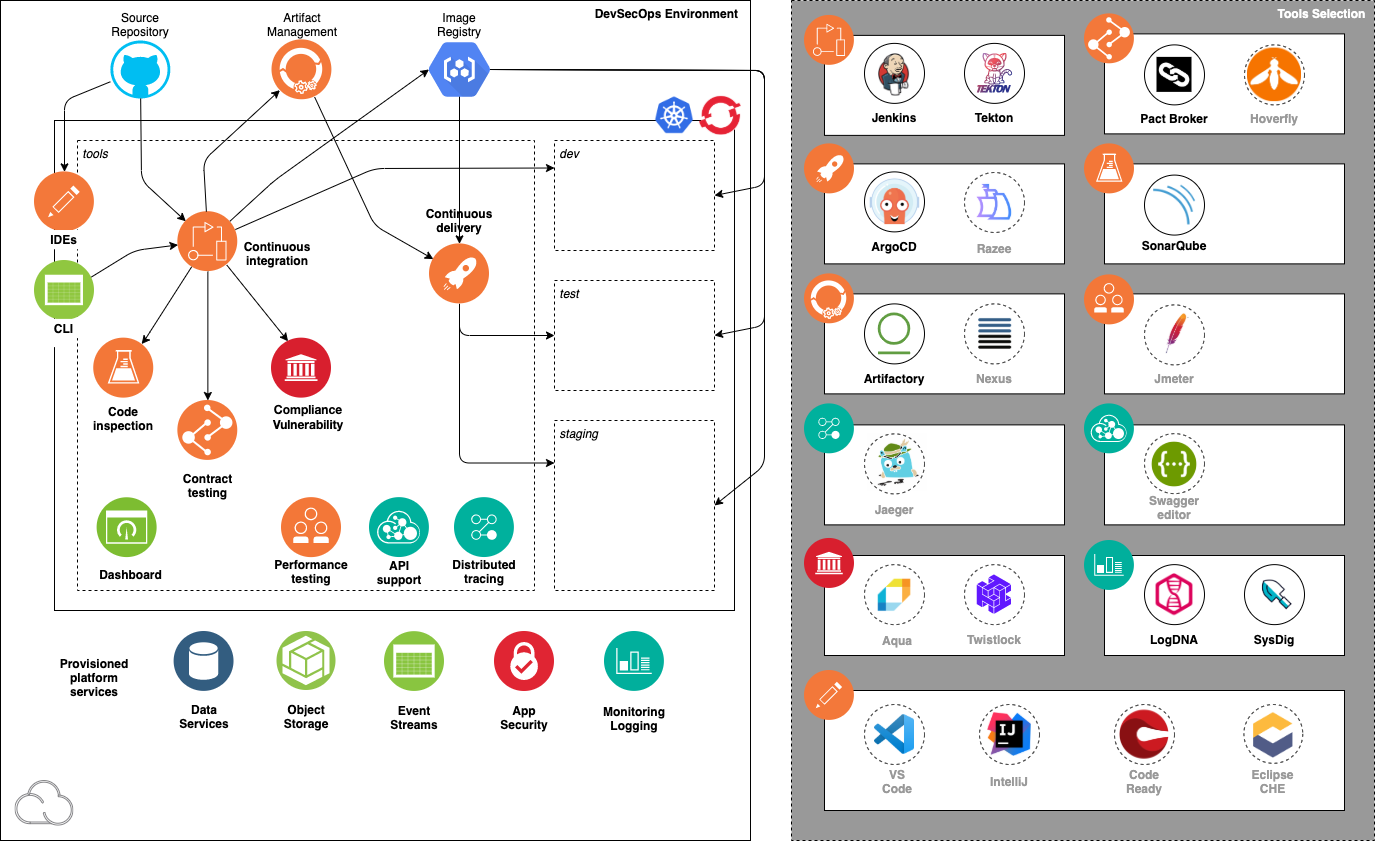 DevSecOps Environment
Source
Repository
Artifact
Management
Image
Registry
tools
dev
IDEs
Continuous
integration
Continuous
delivery
CLI
test
Code
inspection
Compliance
Vulnerability
staging
Contract
testing
Dashboard
Performance
testing
API
support
Distributed
tracing
Provisioned
platform
services
Data
Services
Object
Storage
Event
Streams
App
Security
Monitoring
Logging
Tools Selection
Jenkins
TEKTON
Tekton
Pact Broker
Hoverfly
ArgoCD
Razee
SonarQube
Artifactory
Nexus
Jmeter
Jaeger
Swagger
editor
Aqua
Twistlock
LogDNA
SysDig
VS
Code
IJ
IntelliJ
Code
Ready
Eclipse
CHE